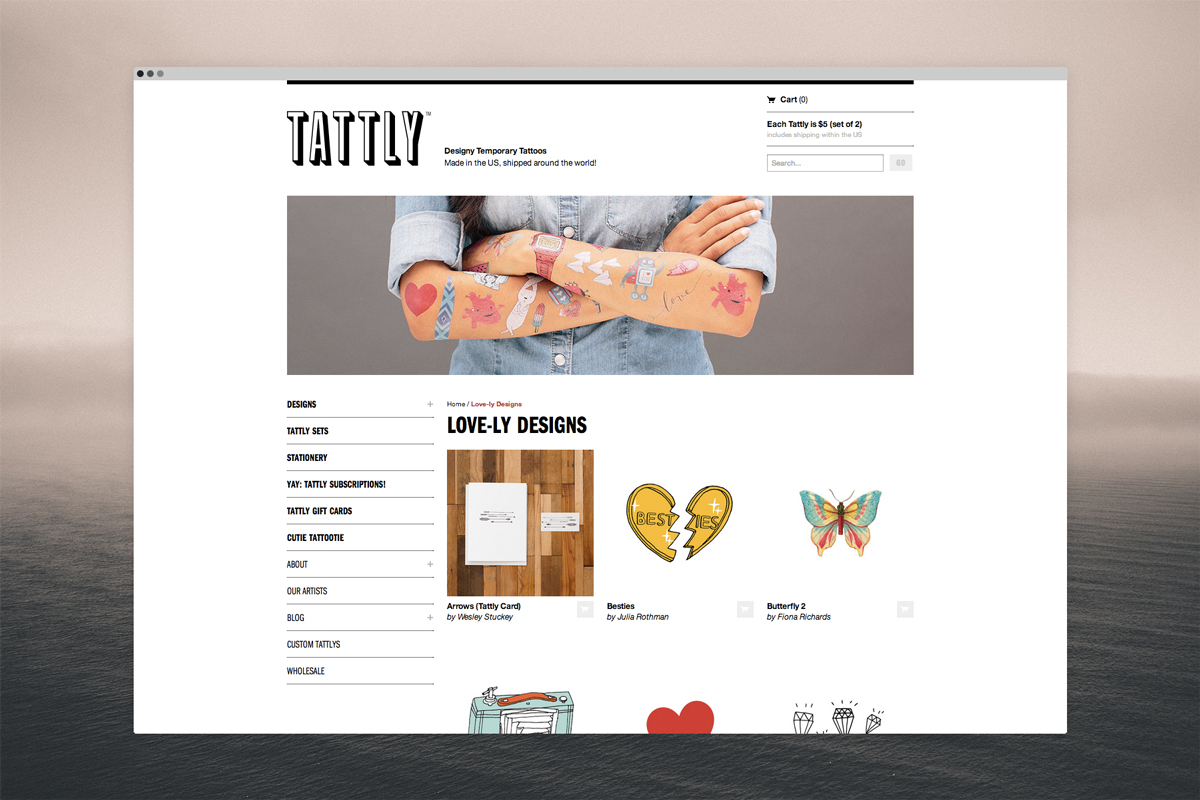 TATTLY™
Designy Temporary Tattoos
Made in the US, shipped around the world!
Cart (0)
Each Tattly is $5 (set of 2)
includes shipping within the US
Search...
GO
love
DESIGNS +
TATTLY SETS
STATIONERY
YAY: TATTLY SUBSCRIPTIONS!
TATTLY GIFT CARDS
CUTIE TATTOOTIE
ABOUT +
OUR ARTISTS
BLOG +
CUSTOM TATTLYS
WHOLESALE
Home / Love-ly Designs
LOVE-LY DESIGNS
BESTIES
Arrows (Tattly Card)
by Wesley Stuckey
Besties
by Julia Rothman
Butterfly 2
by Fiona Richards